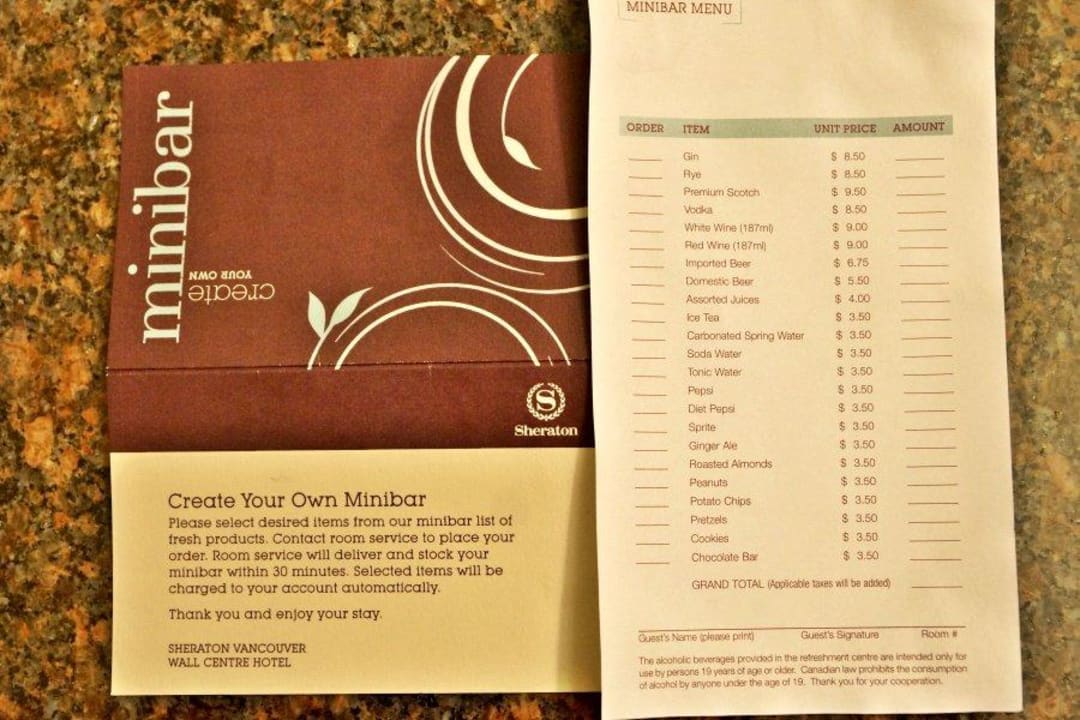 minibar
create
YOUR OWN
S
Sheraton
Create Your Own Minibar
Please select desired items from our minibar list of
fresh products. Contact room service to place your
order. Room service will deliver and stock your
minibar within 30 minutes. Selected items will be
charged to your account automatically.
Thank you and enjoy your stay.
SHERATON VANCOUVER
WALL CENTRE HOTEL
MINIBAR MENU
ORDER ITEM UNIT PRICE AMOUNT
Gin $ 8.50
Rye $ 8.50
Premium Scotch $ 9.50
Vodka $ 8.50
White Wine (187ml) $ 9.00
Red Wine (187ml) $ 9.00
Imported Beer $ 6.75
Domestic Beer $ 5.50
Assorted Juices $ 4.00
Ice Tea $ 3.50
Carbonated Spring Water $ 3.50
Soda Water $ 3.50
Tonic Water $ 3.50
Pepsi $ 3.50
Diet Pepsi $ 3.50
Sprite $ 3.50
Ginger Ale $ 3.50
Roasted Almonds $ 3.50
Peanuts $ 3.50
Potato Chips $ 3.50
Pretzels $ 3.50
Cookies $ 3.50
Chocolate Bar $ 3.50
GRAND TOTAL (Applicable taxes will be added)
Guest's Name (please print) Guest's Signature Room #
The alcoholic beverages provided in the refreshment centre are intended only for
use by persons 19 years of age or older. Canadian law prohibits the consumption
of alcohol by anyone under the age of 19. Thank you for your cooperation.